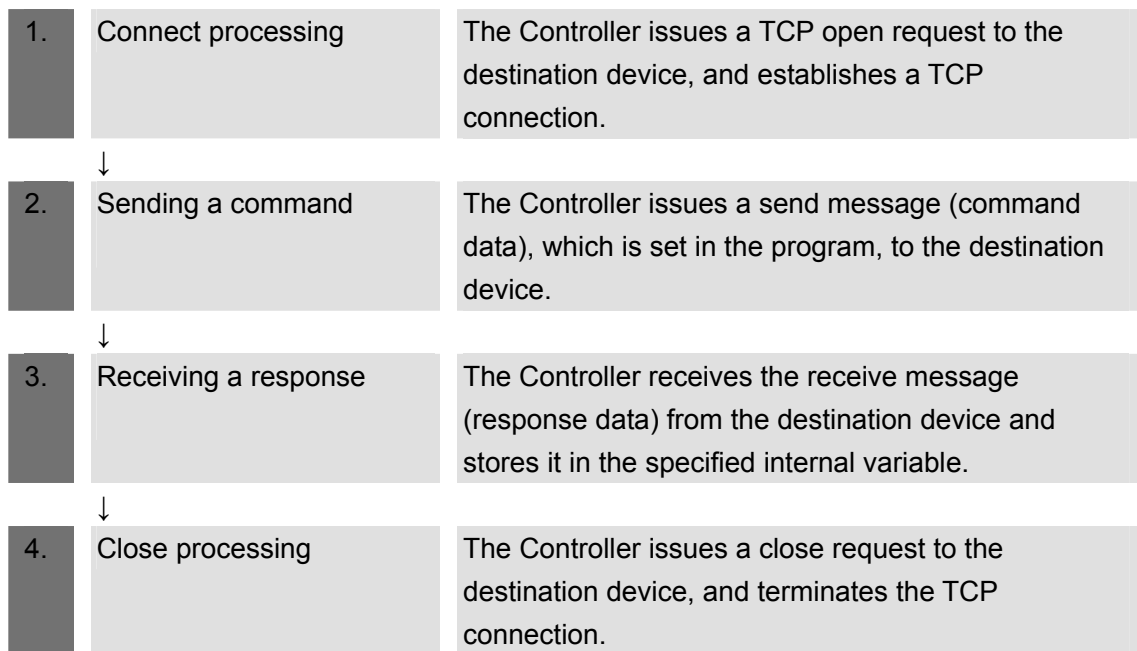 1. Connect processing The Controller issues a TCP open request to the
destination device, and establishes a TCP
connection.
↓
2. Sending a command The Controller issues a send message (command
data), which is set in the program, to the destination
device.
↓
3. Receiving a response The Controller receives the receive message
(response data) from the destination device and
stores it in the specified internal variable.
↓
4. Close processing The Controller issues a close request to the
destination device, and terminates the TCP
connection.